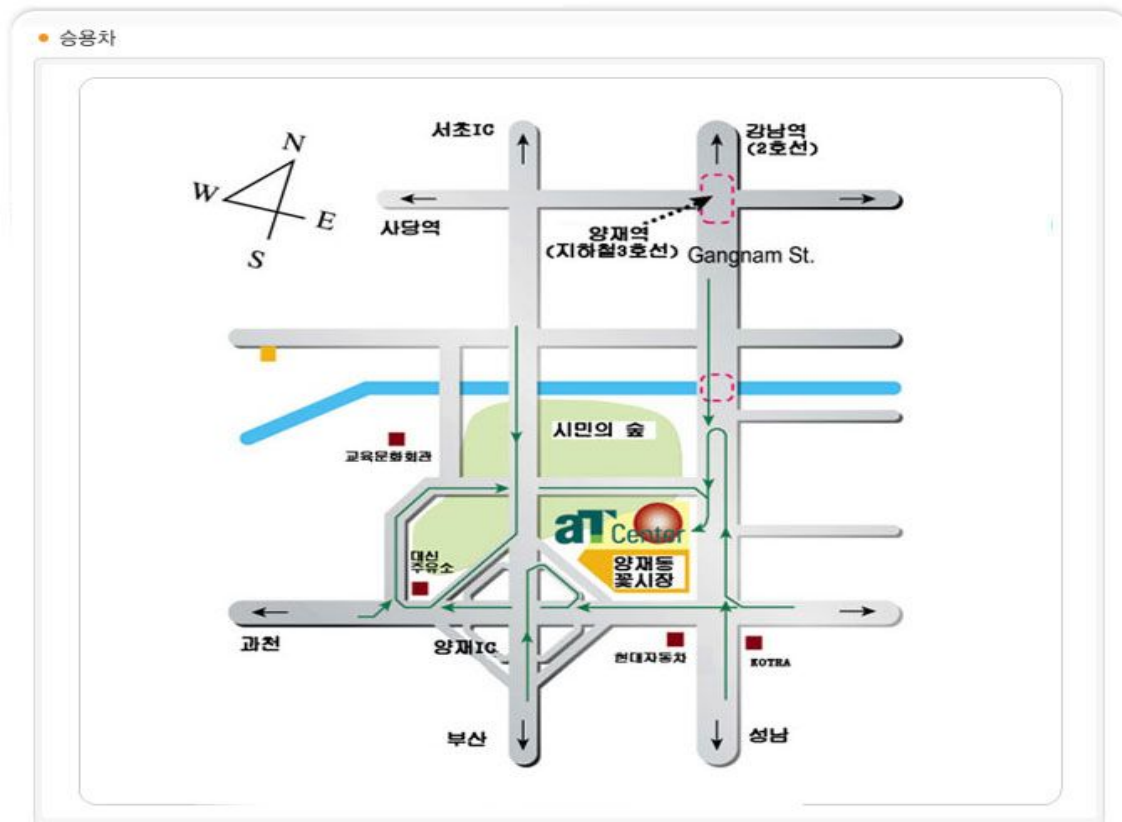 승용차
서초IC
강남역
(2호선)
N
W
E
S
사당역
양재역
(지하철3호선)
Gangnam St.
시민의 숲
교육문화회관
aT Center
대신
주유소
양재동
꽃시장
과천
양재IC
현대자동차
KOTRA
부산
성남